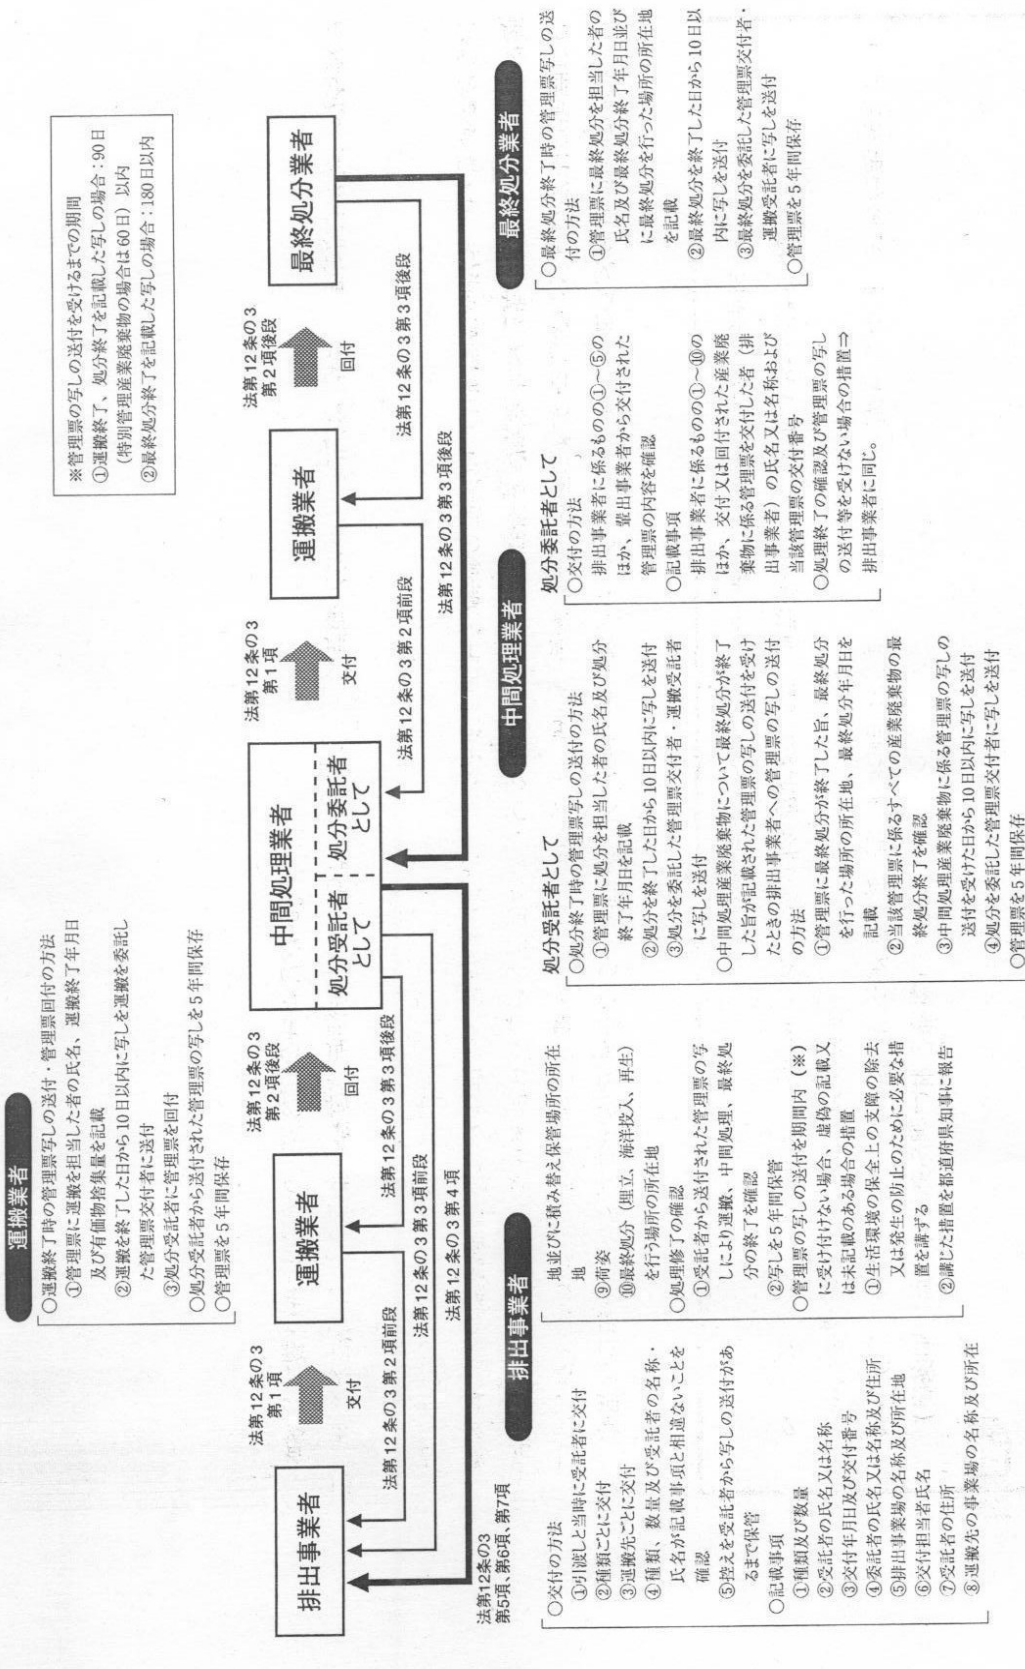 運搬業者
○運搬終了時の管理票写しの送付・管理票回付の方法
①管理票に運搬を担当した者の氏名、運搬終了年月日
及び有価物拾集量を記載
②運搬を終了した日から10日以内に写しを運搬を委託し
た管理票交付者に送付
③処分受託者に管理票を回付
○処分受託者から送付された管理票の写しを5年間保存
○管理票を5年間保存
※管理票の写しの送付を受けるまでの期間
①運搬終了、処分終了を記載した写しの場合：90日
（特別管理産業廃棄物の場合は60日）以内
②最終処分終了を記載した写しの場合：180日以内
排出事業者
法第12条の3
第1項
交付
運搬業者
法第12条の3
第2項後段
回付
中間処理業者
処分受託者
として
処分委託者
として
法第12条の3
第1項
交付
運搬業者
法第12条の3
第2項後段
回付
最終処分業者
法第12条の3第2項前段
法第12条の3第3項後段
法第12条の3第3項前段
法第12条の3第4項
法第12条の3第2項前段
法第12条の3第3項後段
法第12条の3第3項後段
法第12条の3
第5項、第6項、第7項
排出事業者
○交付の方法
①引渡しと当時に受託者に交付
②種類ごとに交付
③運搬先ごとに交付
④種類、数量及び受託者の名称・
氏名が記載事項と相違ないことを
確認
⑤控えを受託者から写しの送付があ
るまで保管
○記載事項
①種類及び数量
②受託者の氏名又は名称
③交付年月日及び交付番号
④委託者の氏名又は名称及び住所
⑤排出事業場の名称及び所在地
⑥交付担当者氏名
⑦受託者の住所
⑧運搬先の事業場の名称及び所在
地並びに積み替え保管場所の所在
地
⑨荷姿
⑩最終処分（埋立、海洋投入、再生）
を行う場所の所在地
○処理修了の確認
①受託者から送付された管理票の写
しにより運搬、中間処理、最終処
分の終了を確認
②写しを5年間保管
○管理票の写しの送付を期間内（※）
に受け付けない場合、虚偽の記載又
は未記載のある場合の措置
①生活環境の保全上の支障の除去
又は発生の防止のために必要な措
置を講ずる
②講じた措置を都道府県知事に報告
中間処理業者
処分受託者として
○処分終了時の管理票写しの送付の方法
①管理票に処分を担当した者の氏名及び処分
終了年月日を記載
②処分を終了した日から10日以内に写しを送付
③処分を委託した管理票交付者・運搬受託者
に写しを送付
○中間処理産業廃棄物について最終処分が終了
した旨が記載された管理票の写しの送付を受け
たときの排出事業者への管理票の写しの送付
の方法
①管理票に最終処分が終了した旨、最終処分
を行った場所の所在地、最終処分年月日を
記載
②当該管理票に係るすべての産業廃棄物の最
終処分終了を確認
③中間処理産業廃棄物に係る管理票の写しの
送付を受けた日から10日以内に写しを送付
④処分を委託した管理票交付者に写しを送付
○管理票を5年間保存
処分委託者として
○交付の方法
排出事業者に係るものの①～⑤の
ほか、輩出事業者から交付された
管理票の内容を確認
○記載事項
排出事業者に係るものの①～⑩の
ほか、交付又は回付された産業廃
棄物に係る管理票を交付した者（排
出事業者）の氏名又は名称および
当該管理票の交付番号
○処理終了の確認及び管理票の写し
の送付等を受けない場合の措置⇒
排出事業者に同じ。
最終処分業者
○最終処分終了時の管理票写しの送
付の方法
①管理票に最終処分を担当した者の
氏名及び最終処分終了年月日並び
に最終処分を行った場所の所在地
を記載
②最終処分を終了した日から10日以
内に写しを送付
③最終処分を委託した管理票交付者・
運搬受託者に写しを送付
○管理票を5年間保存